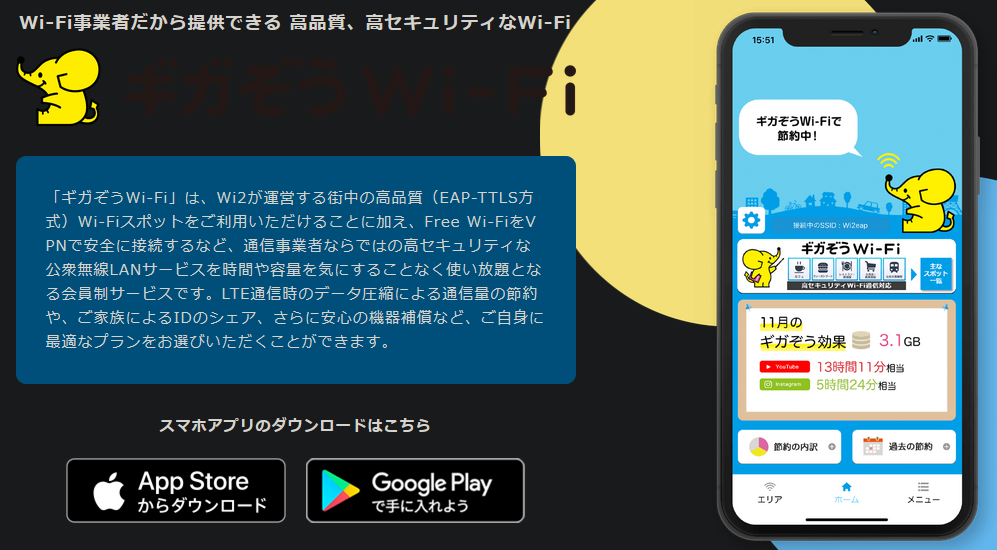 Wi-Fi事業者だから提供できる 高品質、高セキュリティなWi-Fi
ギガぞうWi-Fi
「ギガぞうWi-Fi」は、Wi2が運営する街中の高品質（EAP-TTLS方
式）Wi-Fiスポットをご利用いただけることに加え、Free Wi-FiをV
PNで安全に接続するなど、通信事業者ならではの高セキュリティな
公衆無線LANサービスを時間や容量を気にすることなく使い放題とな
る会員制サービスです。LTE通信時のデータ圧縮による通信量の節約
や、ご家族によるIDのシェア、さらに安心の機器補償など、ご自身に
最適なプランをお選びいただくことができます。
スマホアプリのダウンロードはこちら
App Store
からダウンロード
Google Play
で手に入れよう
15:51
ギガぞうWi-Fiで
節約中！
接続中のSSID : Wi2eap
ギガぞうWi-Fi
高セキュリティWi-Fi通信対応
主な
スポット
一覧
11月の
ギガぞう効果 3.1GB
YouTube 13時間11分相当
Instagram 5時間24分相当
節約の内訳
過去の節約
エリア
ホーム
メニュー